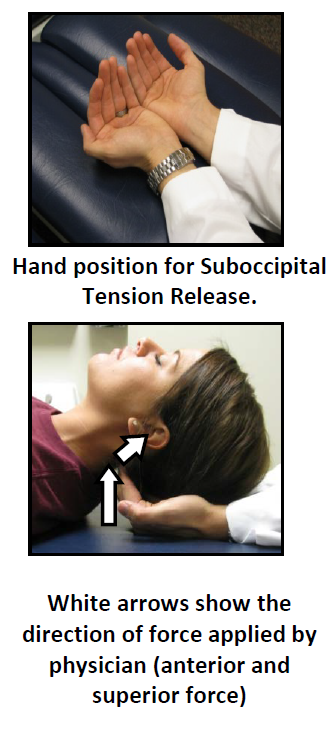 Hand position for Suboccipital
Tension Release.
White arrows show the
direction of force applied by
physician (anterior and
superior force)